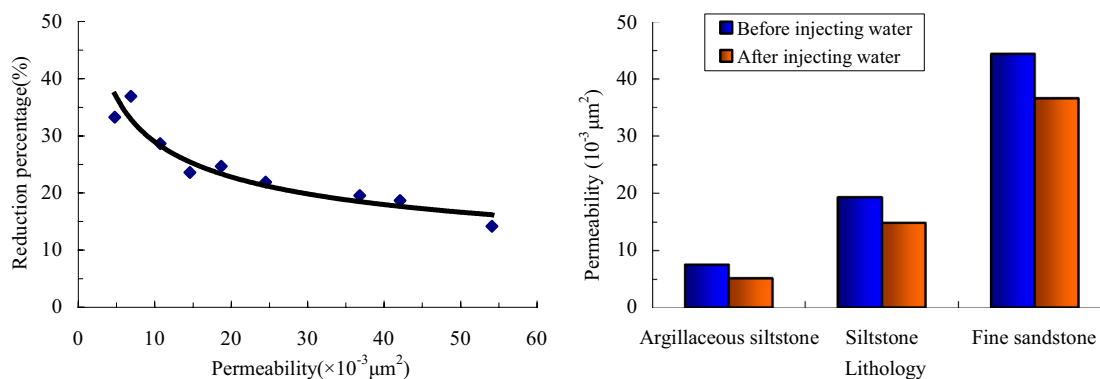 Reduction percentage(%)
50
40
30
20
10
0
0 10 20 30 40 50 60
Permeability(×10⁻³μm²)
Permeability (10⁻³μm²)
50
40
30
20
10
0
Before injecting water
After injecting water
Argillaceous siltstone Siltstone Fine sandstone
Lithology